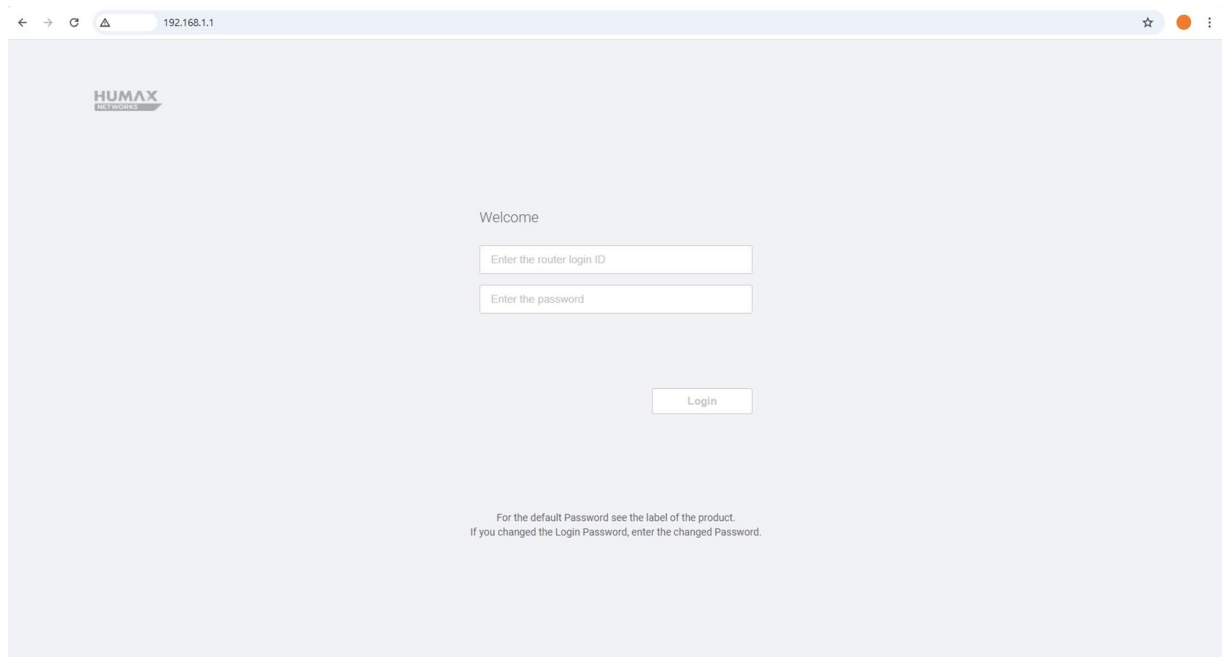 192.168.1.1
HUMAX
NETWORKS
Welcome
Enter the router login ID
Enter the password
Login
For the default Password see the label of the product.
If you changed the Login Password, enter the changed Password.